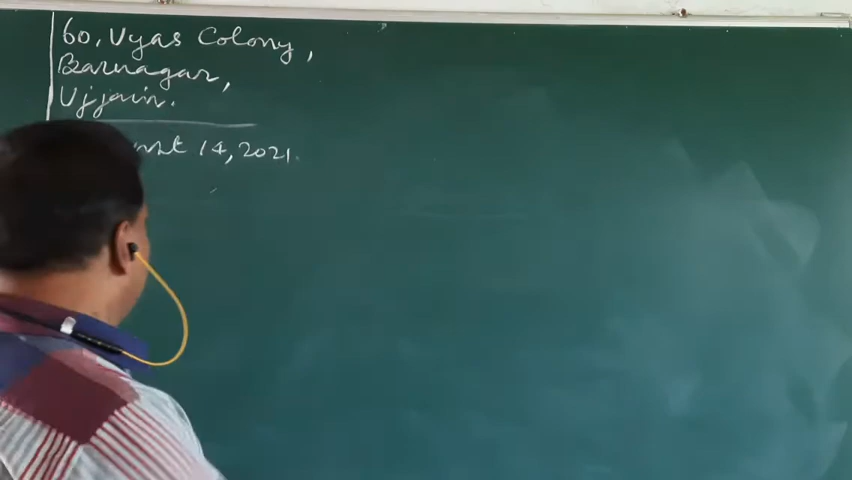 60, Vyas Colony,
Barnagar,
Ujjain.
14, 2021.